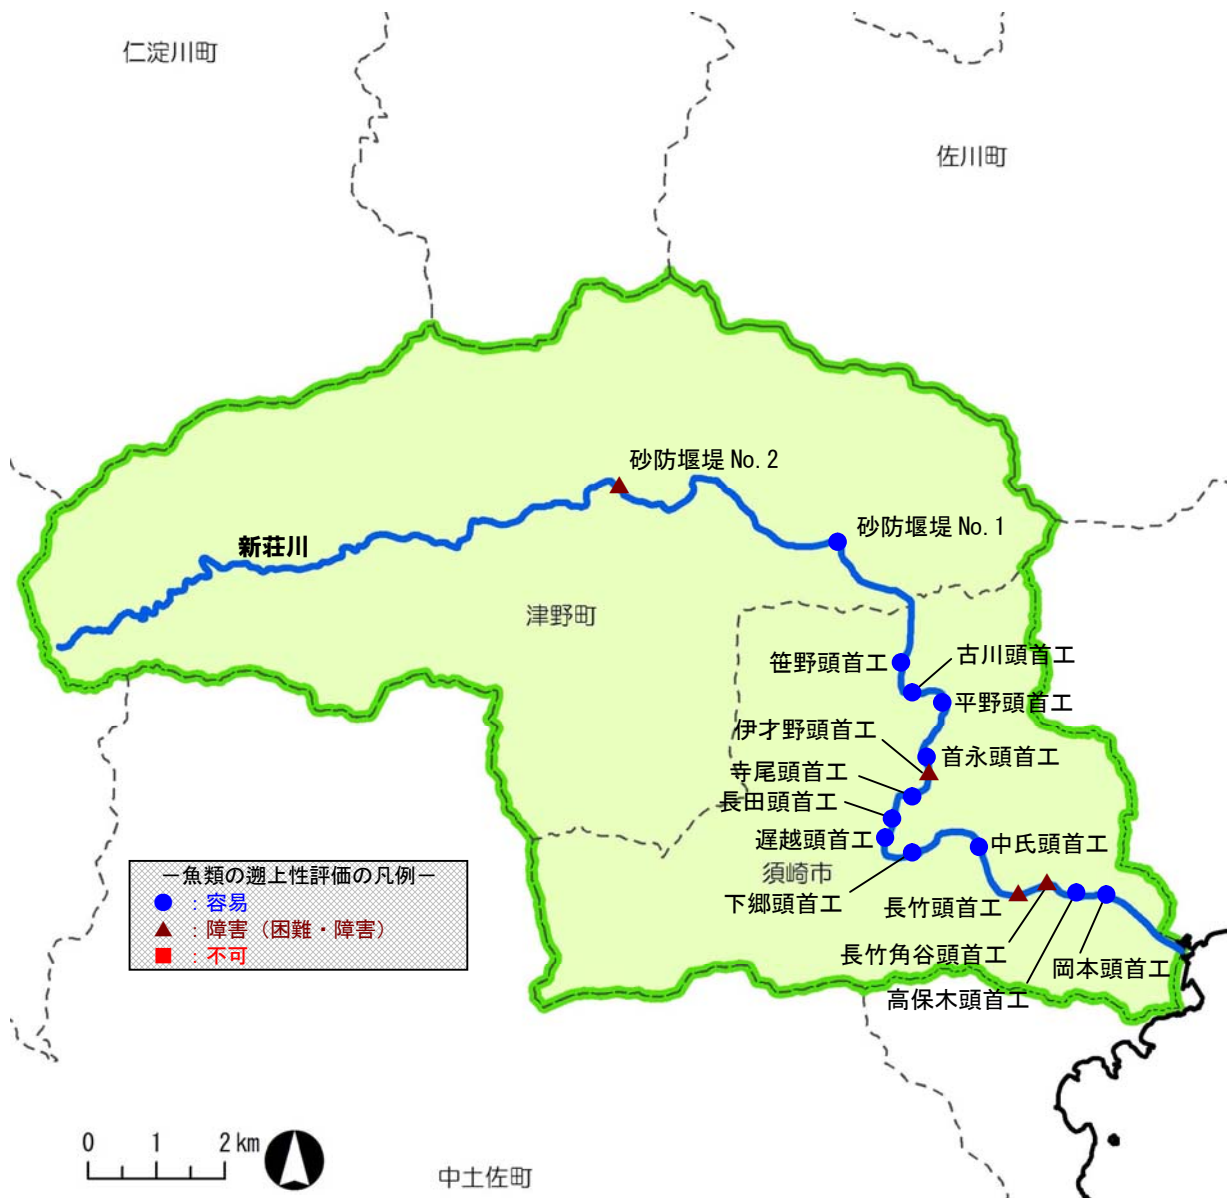 仁淀川町
佐川町
砂防堰堤 No.2
砂防堰堤 No.1
新荘川
津野町
古川頭首工
笹野頭首工
平野頭首工
伊才野頭首工
首永頭首工
寺尾頭首工
長田頭首工
遅越頭首工
中氏頭首工
須崎市
下郷頭首工
長竹頭首工
長竹角谷頭首工
岡本頭首工
高保木頭首工
－魚類の遡上性評価の凡例－
：容易
：障害（困難・障害）
：不可
0 1 2 km
中土佐町